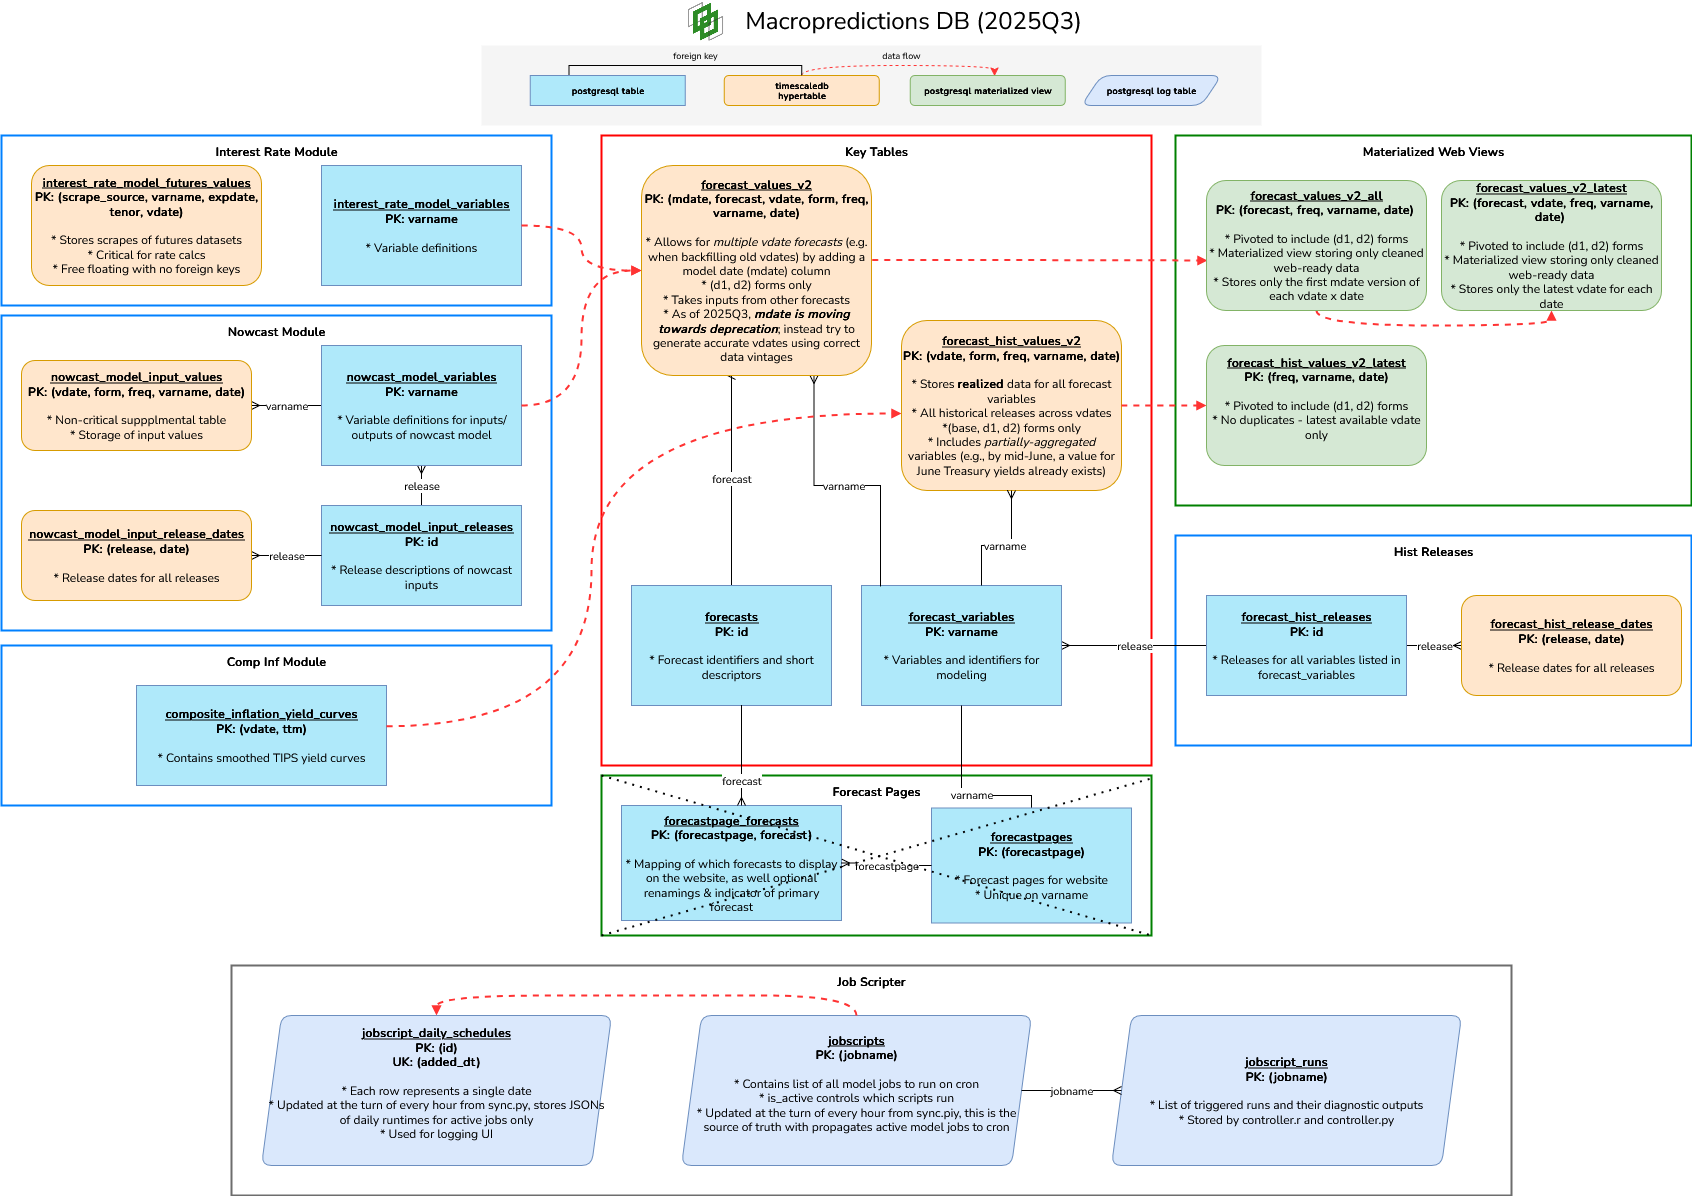 Macropredictions DB (2025Q3)
foreign key
data flow
postgresql table
timescaledb
hypertable
postgresql materialized view
postgresql log table
Interest Rate Module
interest_rate_model_futures_values
PK: (scrape_source, varname, expdate,
tenor, vdate)
* Stores scrapes of futures datasets
* Critical for rate calcs
* Free floating with no foreign keys
interest_rate_model_variables
PK: varname
* Variable definitions
Nowcast Module
nowcast_model_input_values
PK: (vdate, form, freq, varname, date)
* Non-critical suppplmental table
* Storage of input values
varname
nowcast_model_variables
PK: varname
* Variable definitions for inputs/
outputs of nowcast model
release
nowcast_model_input_release_dates
PK: (release, date)
* Release dates for all releases
release
nowcast_model_input_releases
PK: id
* Release descriptions of nowcast
inputs
Comp Inf Module
composite_inflation_yield_curves
PK: (vdate, ttm)
* Contains smoothed TIPS yield curves
Key Tables
forecast_values_v2
PK: (mdate, forecast, vdate, form, freq,
varname, date)
* Allows for multiple vdate forecasts (e.g.
when backfilling old vdates) by adding a
model date (mdate) column
* (d1, d2) forms only
* Takes inputs from other forecasts
* As of 2025Q3, mdate is moving
towards deprecation; instead try to
generate accurate vdates using correct
data vintages
forecast_hist_values_v2
PK: (vdate, form, freq, varname, date)
* Stores realized data for all forecast
variables
* All historical releases across vdates
*(base, d1, d2) forms only
* Includes partially-aggregated
variables (e.g., by mid-June, a value for
June Treasury yields already exists)
forecast
varname
varname
forecasts
PK: id
* Forecast identifiers and short
descriptors
forecast_variables
PK: varname
* Variables and identifiers for
modeling
release
forecast
varname
Forecast Pages
forecastpage_forecasts
PK: (forecastpage, forecast)
* Mapping of which forecasts to display
on the website, as well optional
renamings & indicator of primary
forecast
forecastpage
forecastpages
PK: (forecastpage)
* Forecast pages for website
* Unique on varname
Materialized Web Views
forecast_values_v2_all
PK: (forecast, freq, varname, date)
* Pivoted to include (d1, d2) forms
* Materialized view storing only cleaned
web-ready data
* Stores only the first mdate version of
each vdate x date
forecast_values_v2_latest
PK: (forecast, vdate, freq, varname,
date)
* Pivoted to include (d1, d2) forms
* Materialized view storing only cleaned
web-ready data
* Stores only the latest vdate for each
date
forecast_hist_values_v2_latest
PK: (freq, varname, date)
* Pivoted to include (d1, d2) forms
* No duplicates - latest available vdate
only
Hist Releases
forecast_hist_releases
PK: id
* Releases for all variables listed in
forecast_variables
release
forecast_hist_release_dates
PK: (release, date)
* Release dates for all releases
Job Scripter
jobscript_daily_schedules
PK: (id)
UK: (added_dt)
* Each row represents a single date
* Updated at the turn of every hour from sync.py, stores JSONs
of daily runtimes for active jobs only
* Used for logging UI
jobscripts
PK: (jobname)
* Contains list of all model jobs to run on cron
* is_active controls which scripts run
* Updated at the turn of every hour from sync.piy, this is the
source of truth with propagates active model jobs to cron
jobname
jobscript_runs
PK: (jobname)
* List of triggered runs and their diagnostic outputs
* Stored by controller.r and controller.py